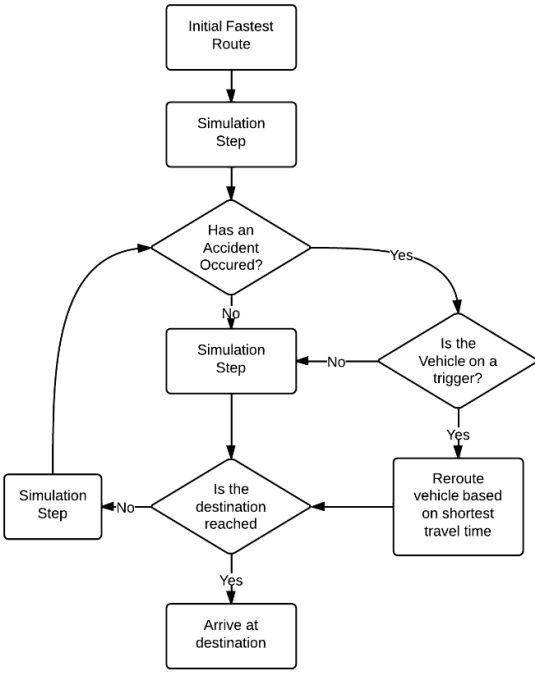 Initial Fastest
Route
Simulation
Step
Has an
Accident
Occured?
Yes
No
Simulation
Step
No
Is the
Vehicle on a
trigger?
Yes
Simulation
Step
No
Is the
destination
reached
Reroute
vehicle based
on shortest
travel time
Yes
Arrive at
destination